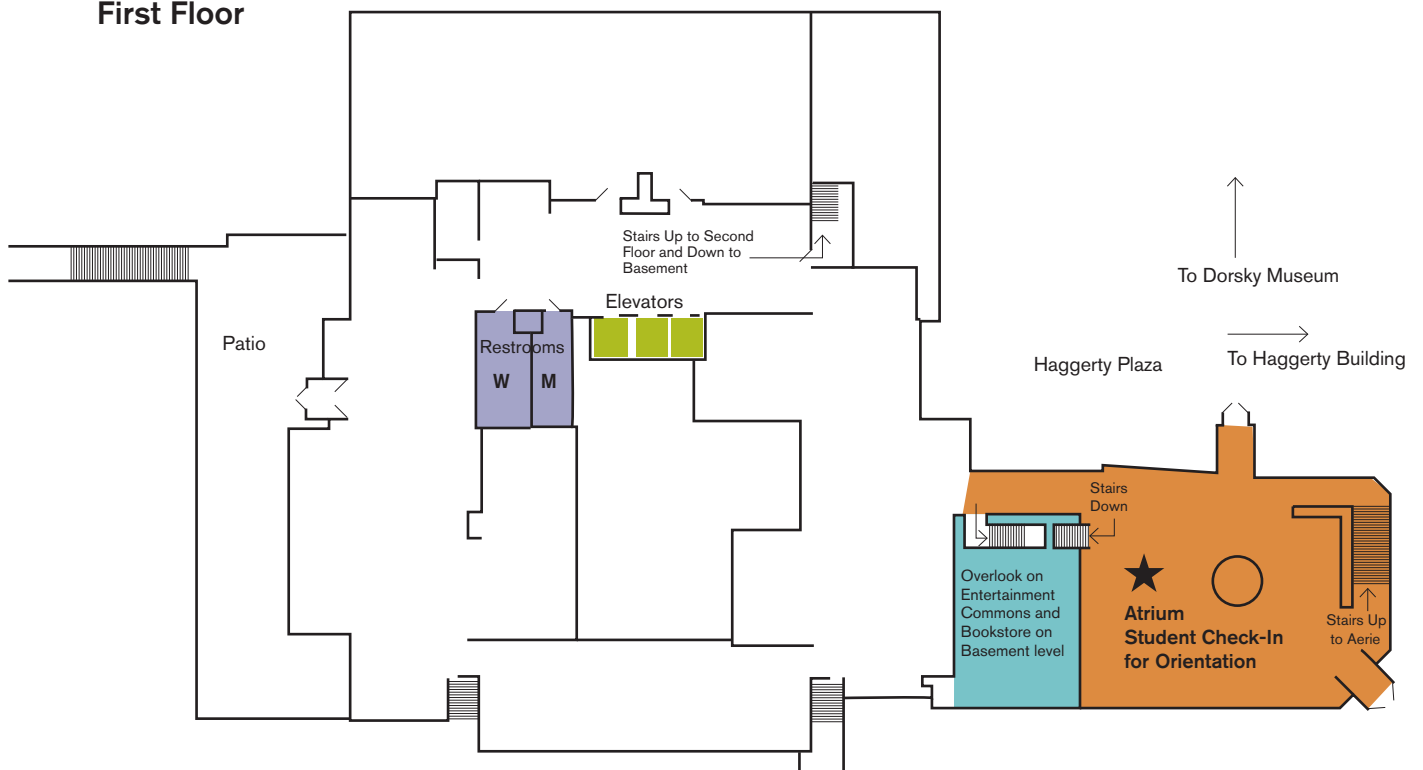 First Floor
Stairs Up to Second
Floor and Down to
Basement
To Dorsky Museum
Elevators
Patio
Restrooms
W
M
Haggerty Plaza
To Haggerty Building
Stairs
Down
Overlook on
Entertainment
Commons and
Bookstore on
Basement level
Atrium
Student Check-In
for Orientation
Stairs Up
to Aerie